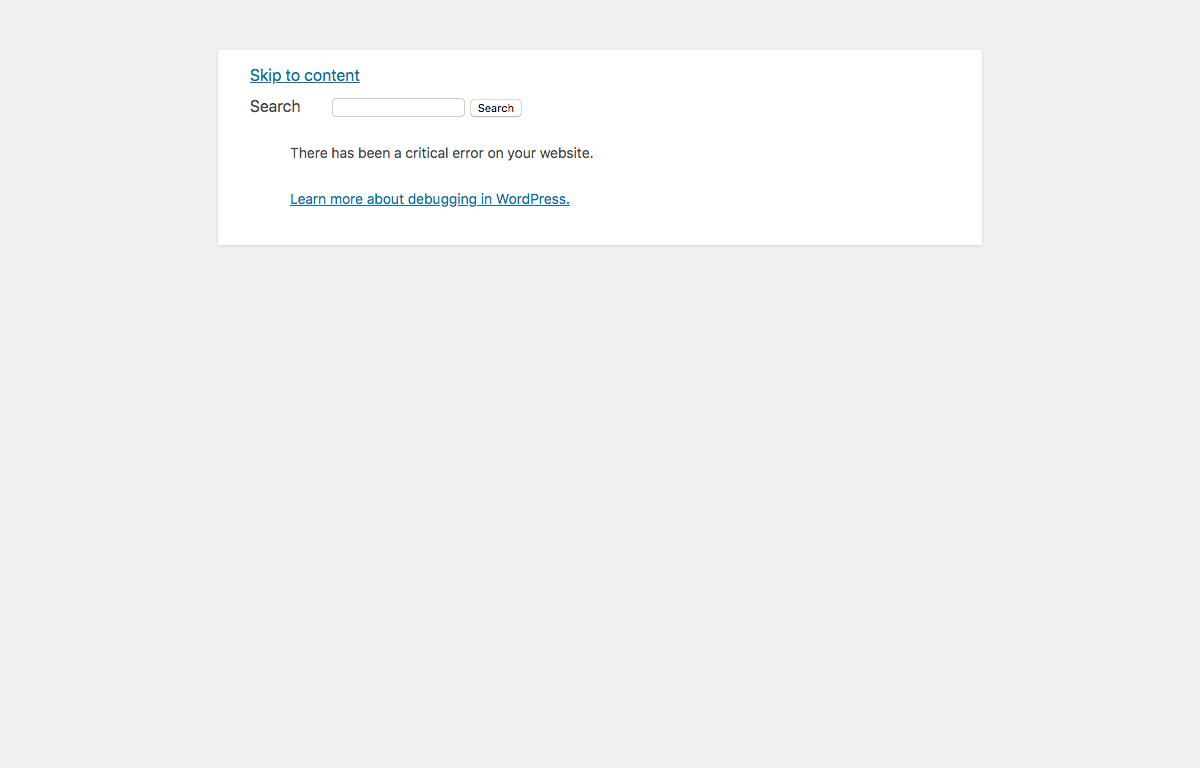 Skip to content
Search Search
There has been a critical error on your website.
Learn more about debugging in WordPress.